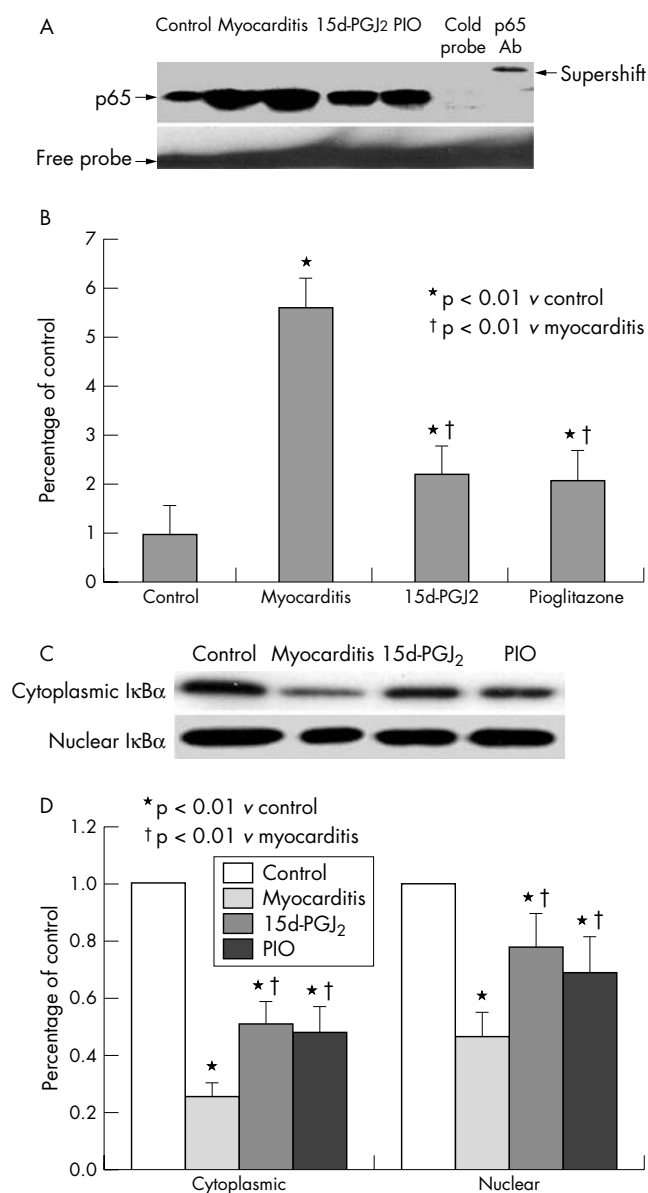 A
Control Myocarditis 15d-PGJ2 PIO Cold probe p65 Ab
p65
Supershift
Free probe
B
Percentage of control
7
6
5
4
3
2
1
0
★
★ †
★ †
★ p < 0.01 v control
† p < 0.01 v myocarditis
Control Myocarditis 15d-PGJ2 Pioglitazone
C
Control Myocarditis 15d-PGJ₂ PIO
Cytoplasmic IκBα
Nuclear IκBα
D
★ p < 0.01 v control
† p < 0.01 v myocarditis
Percentage of control
1.2
1.0
0.8
0.6
0.4
0.2
0.0
Control
Myocarditis
15d-PGJ₂
PIO
★
★ †
★ †
★
★ †
★ †
Cytoplasmic Nuclear